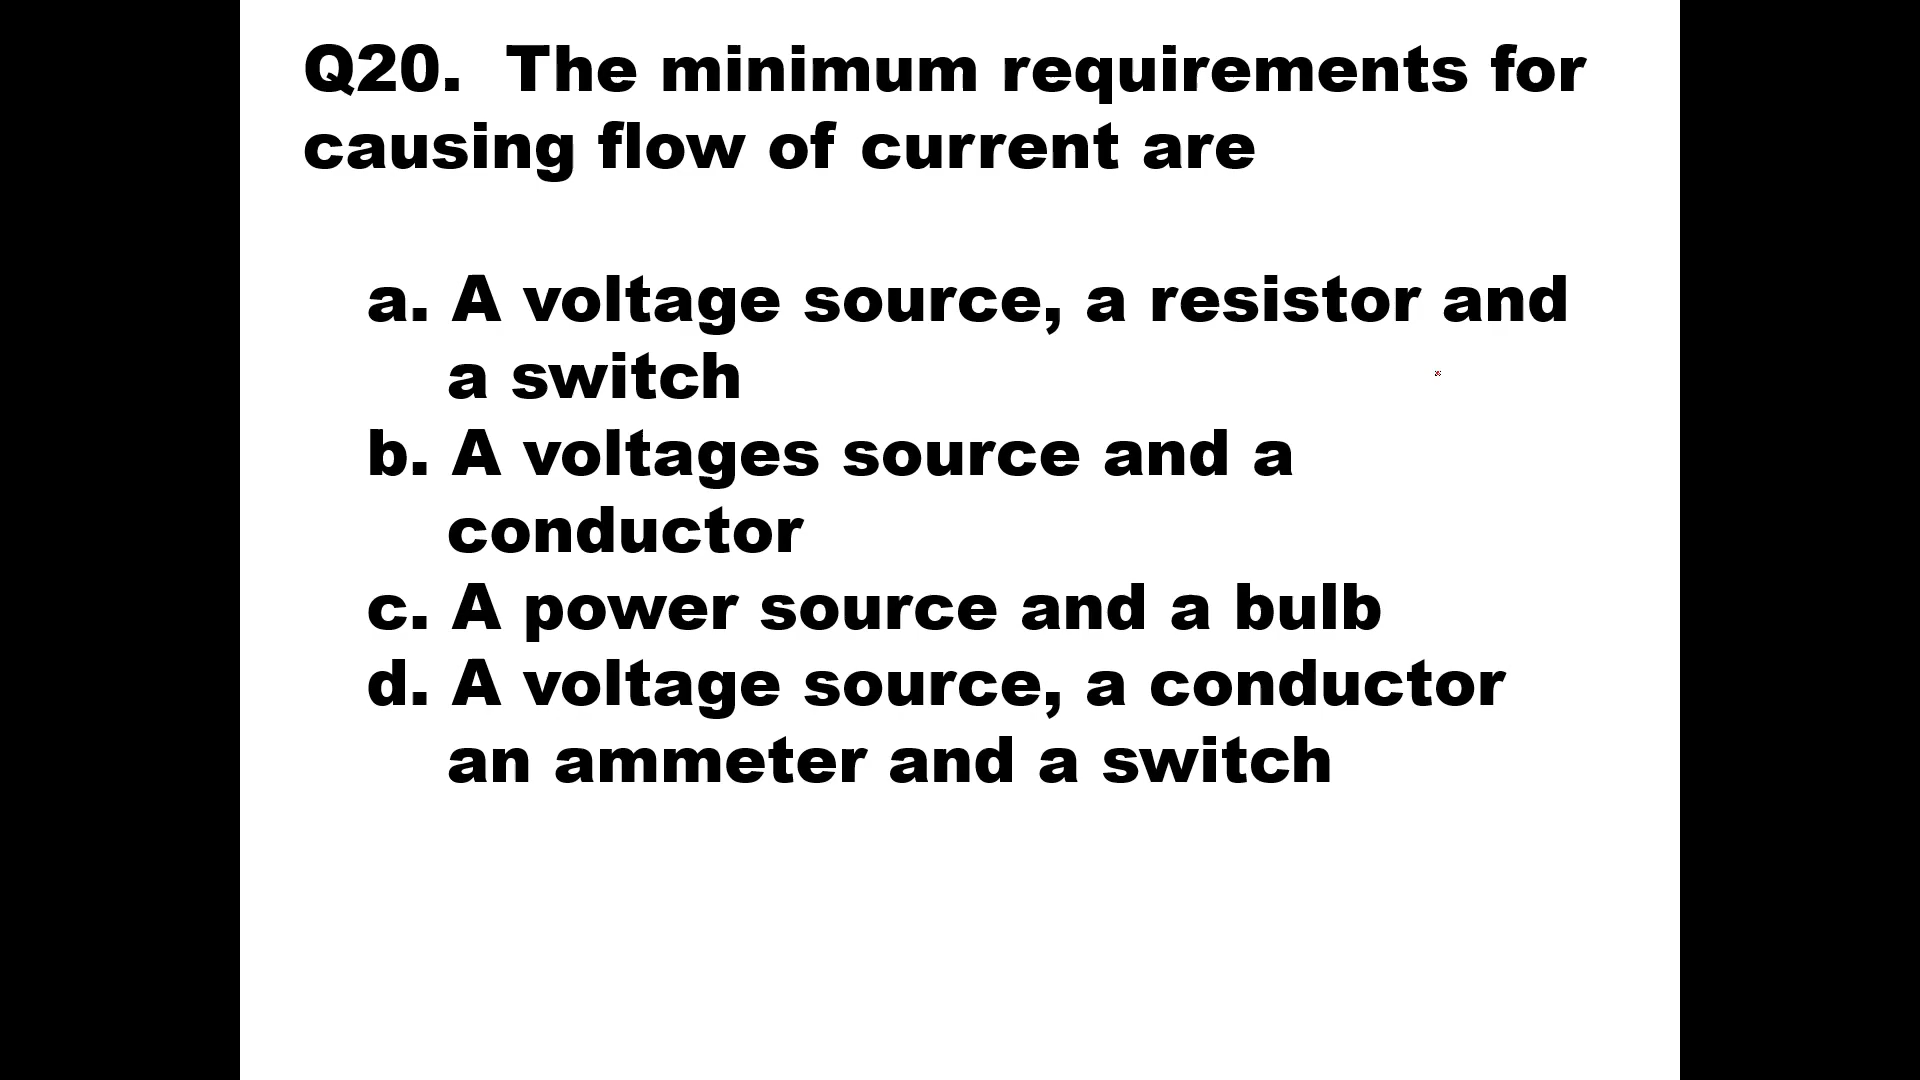 Q20.  The minimum requirements for
causing flow of current are
a. A voltage source, a resistor and
a switch
b. A voltages source and a
conductor
c. A power source and a bulb
d. A voltage source, a conductor
an ammeter and a switch